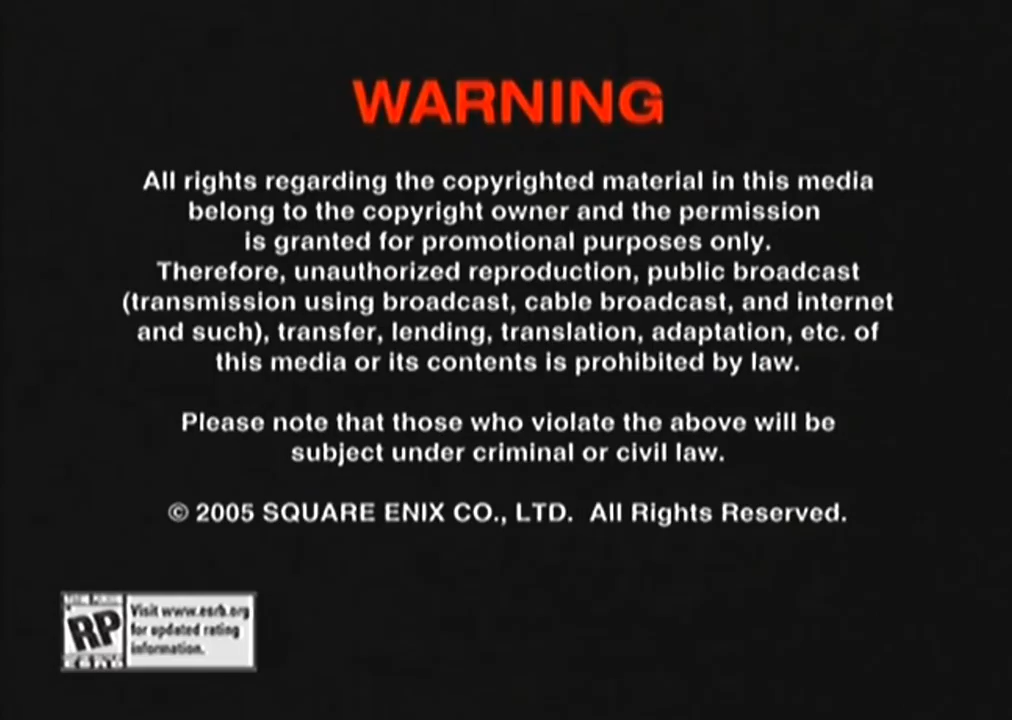 WARNING
All rights regarding the copyrighted material in this media
belong to the copyright owner and the permission
is granted for promotional purposes only.
Therefore, unauthorized reproduction, public broadcast
(transmission using broadcast, cable broadcast, and internet
and such), transfer, lending, translation, adaptation, etc. of
this media or its contents is prohibited by law.
Please note that those who violate the above will be
subject under criminal or civil law.
© 2005 SQUARE ENIX CO., LTD. All Rights Reserved.
RP
Visit www.esrb.org
for updated rating
information.